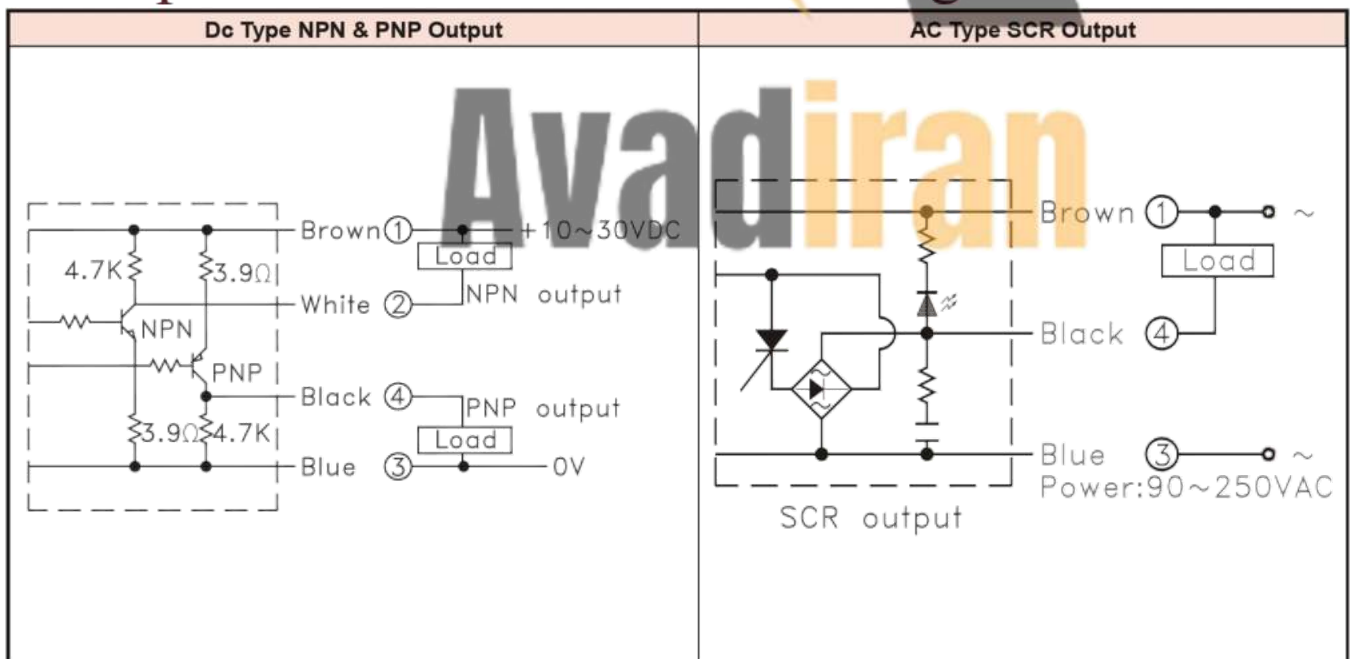 Dc Type NPN & PNP Output
AC Type SCR Output
Avadiran
Brown 1 +10~30VDC
Load
4.7K 3.9Ω
White 2 NPN output
NPN
PNP
Black 4 PNP output
3.9Ω 4.7K
Load
Blue 3 0V
Brown 1 ~
Load
Black 4
Blue 3 ~
Power:90~250VAC
SCR output